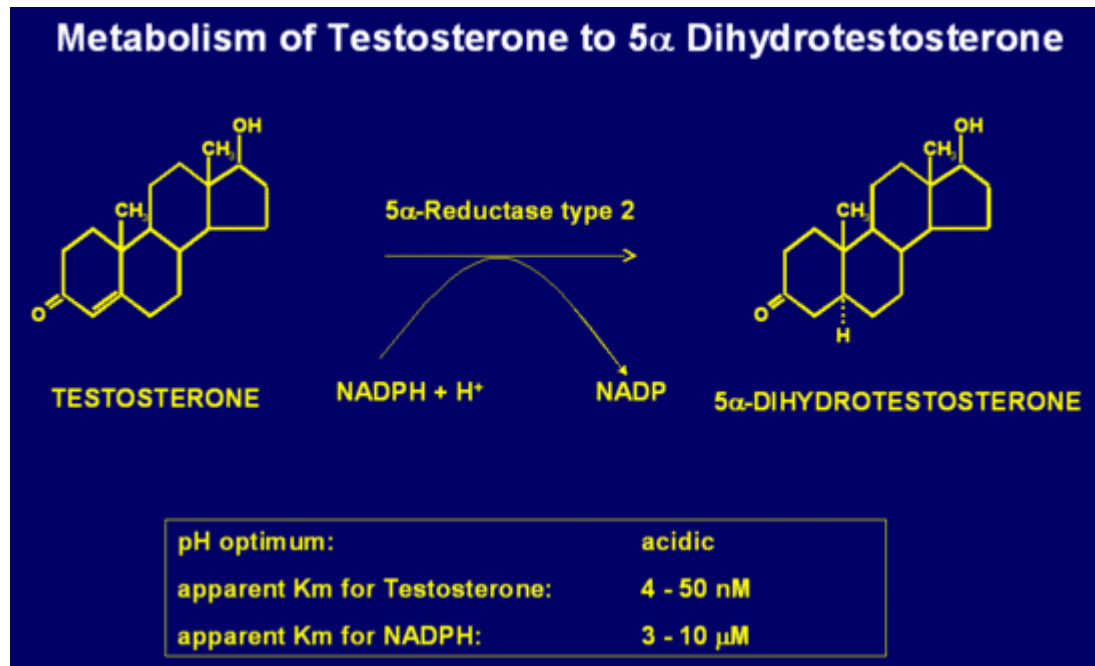 Metabolism of Testosterone to 5α Dihydrotestosterone
OH
CH3
CH3
O
OH
CH3
CH3
O
H
5α-Reductase type 2
TESTOSTERONE
NADPH + H+
NADP
5α-DIHYDROTESTOSTERONE
pH optimum: acidic
apparent Km for Testosterone: 4 - 50 nM
apparent Km for NADPH: 3 - 10 µM